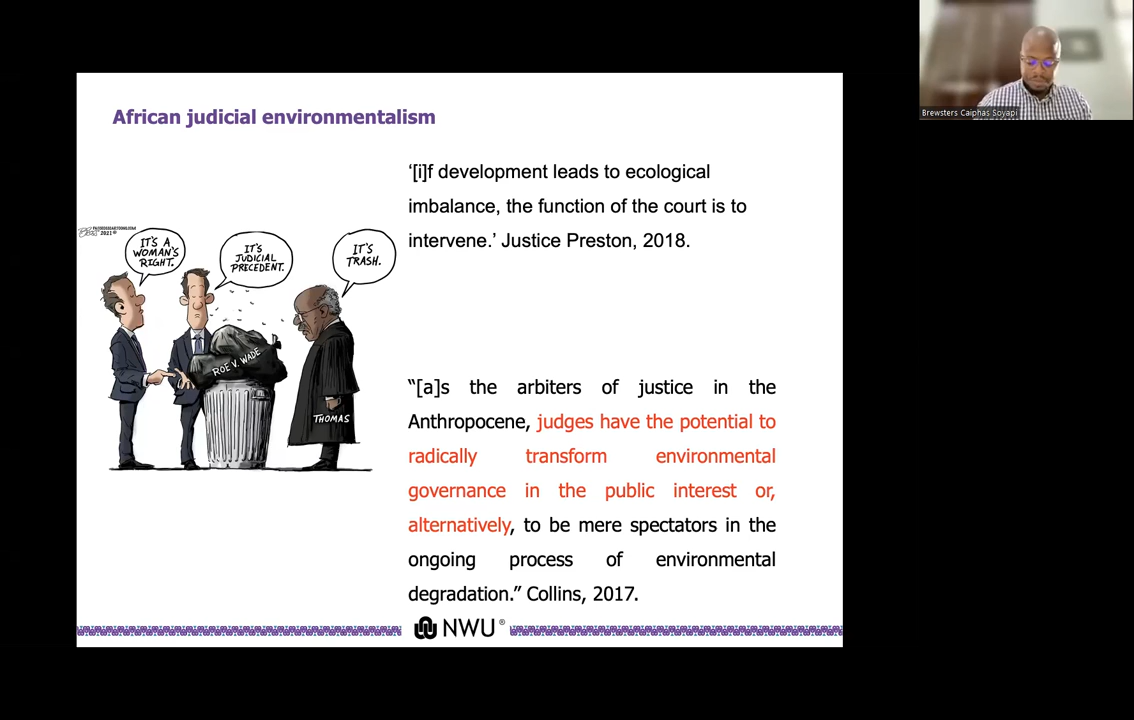 Brewsters Caiphas Soyapi
African judicial environmentalism
‘[i]f development leads to ecological
imbalance, the function of the court is to
intervene.’ Justice Preston, 2018.
2021©
IT'S A
WOMAN'S
RIGHT.
IT'S
JUDICIAL
PRECEDENT.
IT'S
TRASH.
ROE V. WADE
THOMAS
“[a]s the arbiters of justice in the
Anthropocene, judges have the potential to
radically transform environmental
governance in the public interest or,
alternatively, to be mere spectators in the
ongoing process of environmental
degradation.” Collins, 2017.
NWU®